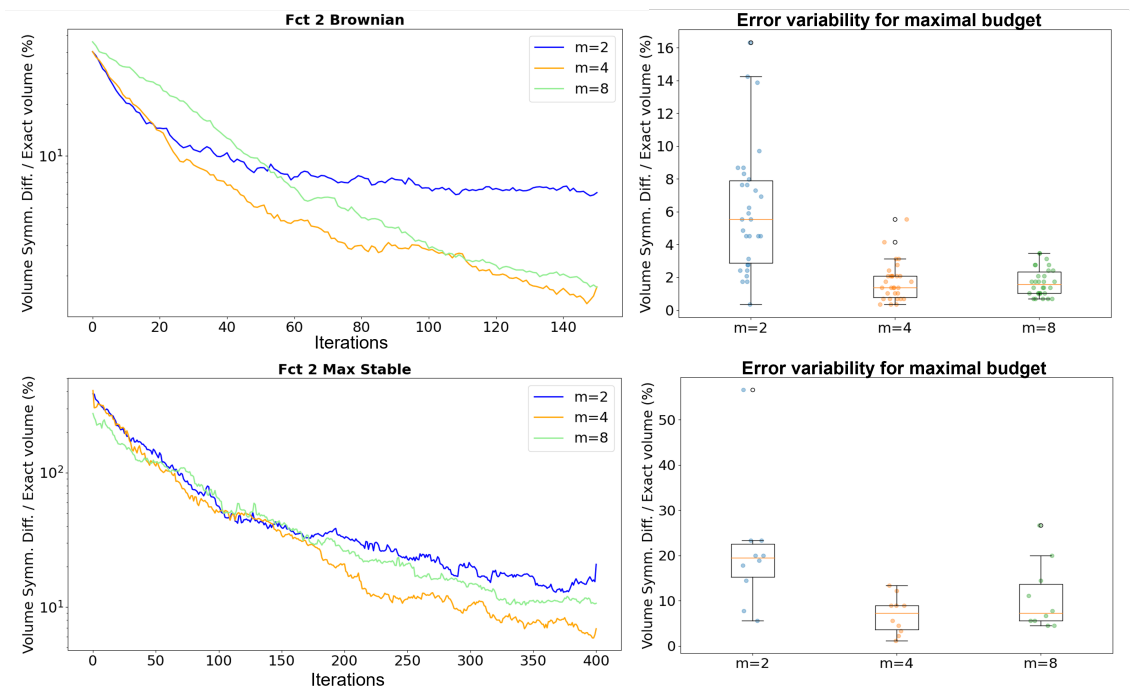 Fct 2 Brownian
Volume Symm. Diff. / Exact volume (%)
10¹
m=2
m=4
m=8
0 20 40 60 80 100 120 140
Iterations
Error variability for maximal budget
Volume Symm. Diff. / Exact volume (%)
16
14
12
10
8
6
4
2
0
m=2 m=4 m=8
Fct 2 Max Stable
Volume Symm. Diff. / Exact volume (%)
10²
10¹
m=2
m=4
m=8
0 50 100 150 200 250 300 350 400
Iterations
Error variability for maximal budget
Volume Symm. Diff. / Exact volume (%)
50
40
30
20
10
0
m=2 m=4 m=8